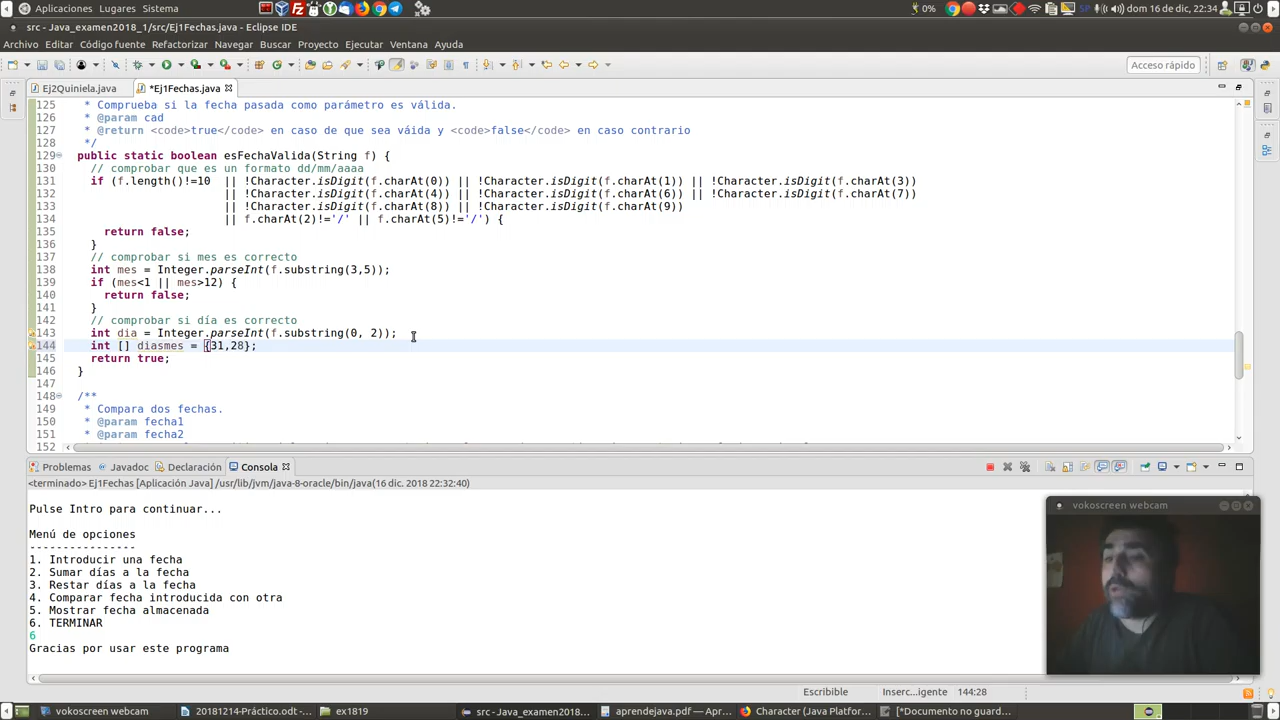 Aplicaciones Lugares Sistema
0% dom 16 de dic, 22:34
src - Java_examen2018_1/src/Ej1Fechas.java - Eclipse IDE
Archivo Editar Código fuente Refactorizar Navegar Buscar Proyecto Ejecutar Ventana Ayuda
Acceso rápido
Ej2Quiniela.java *Ej1Fechas.java
125 * Comprueba si la fecha pasada como parámetro es válida.
126 * @param cad
127 * @return <code>true</code> en caso de que sea váida y <code>false</code> en caso contrario
128 */
129 public static boolean esFechaValida(String f) {
130 // comprobar que es un formato dd/mm/aaaa
131 if (f.length()!=10 || !Character.isDigit(f.charAt(0)) || !Character.isDigit(f.charAt(1)) || !Character.isDigit(f.charAt(3))
132 || !Character.isDigit(f.charAt(4)) || !Character.isDigit(f.charAt(6)) || !Character.isDigit(f.charAt(7))
133 || !Character.isDigit(f.charAt(8)) || !Character.isDigit(f.charAt(9))
134 || f.charAt(2)!='/' || f.charAt(5)!='/') {
135 return false;
136 }
137 // comprobar si mes es correcto
138 int mes = Integer.parseInt(f.substring(3,5));
139 if (mes<1 || mes>12) {
140 return false;
141 }
142 // comprobar si día es correcto
143 int dia = Integer.parseInt(f.substring(0, 2));
144 int [] diasmes = {31,28};
145 return true;
146 }
147
148 /**
149 * Compara dos fechas.
150 * @param fecha1
151 * @param fecha2
152
Problemas Javadoc Declaración Consola
<terminado> Ej1Fechas [Aplicación Java] /usr/lib/jvm/java-8-oracle/bin/java(16 dic. 2018 22:32:40)
Pulse Intro para continuar...
Menú de opciones
----------------
1. Introducir una fecha
2. Sumar días a la fecha
3. Restar días a la fecha
4. Comparar fecha introducida con otra
5. Mostrar fecha almacenada
6. TERMINAR
6
Gracias por usar este programa
vokoscreen webcam
Escribible Inserc...igente 144:28
vokoscreen webcam 20181214-Práctico.odt -... ex1819 src - Java_examen2018... aprendejava.pdf — Apr... Character (Java Platfor... [*Documento no guard...